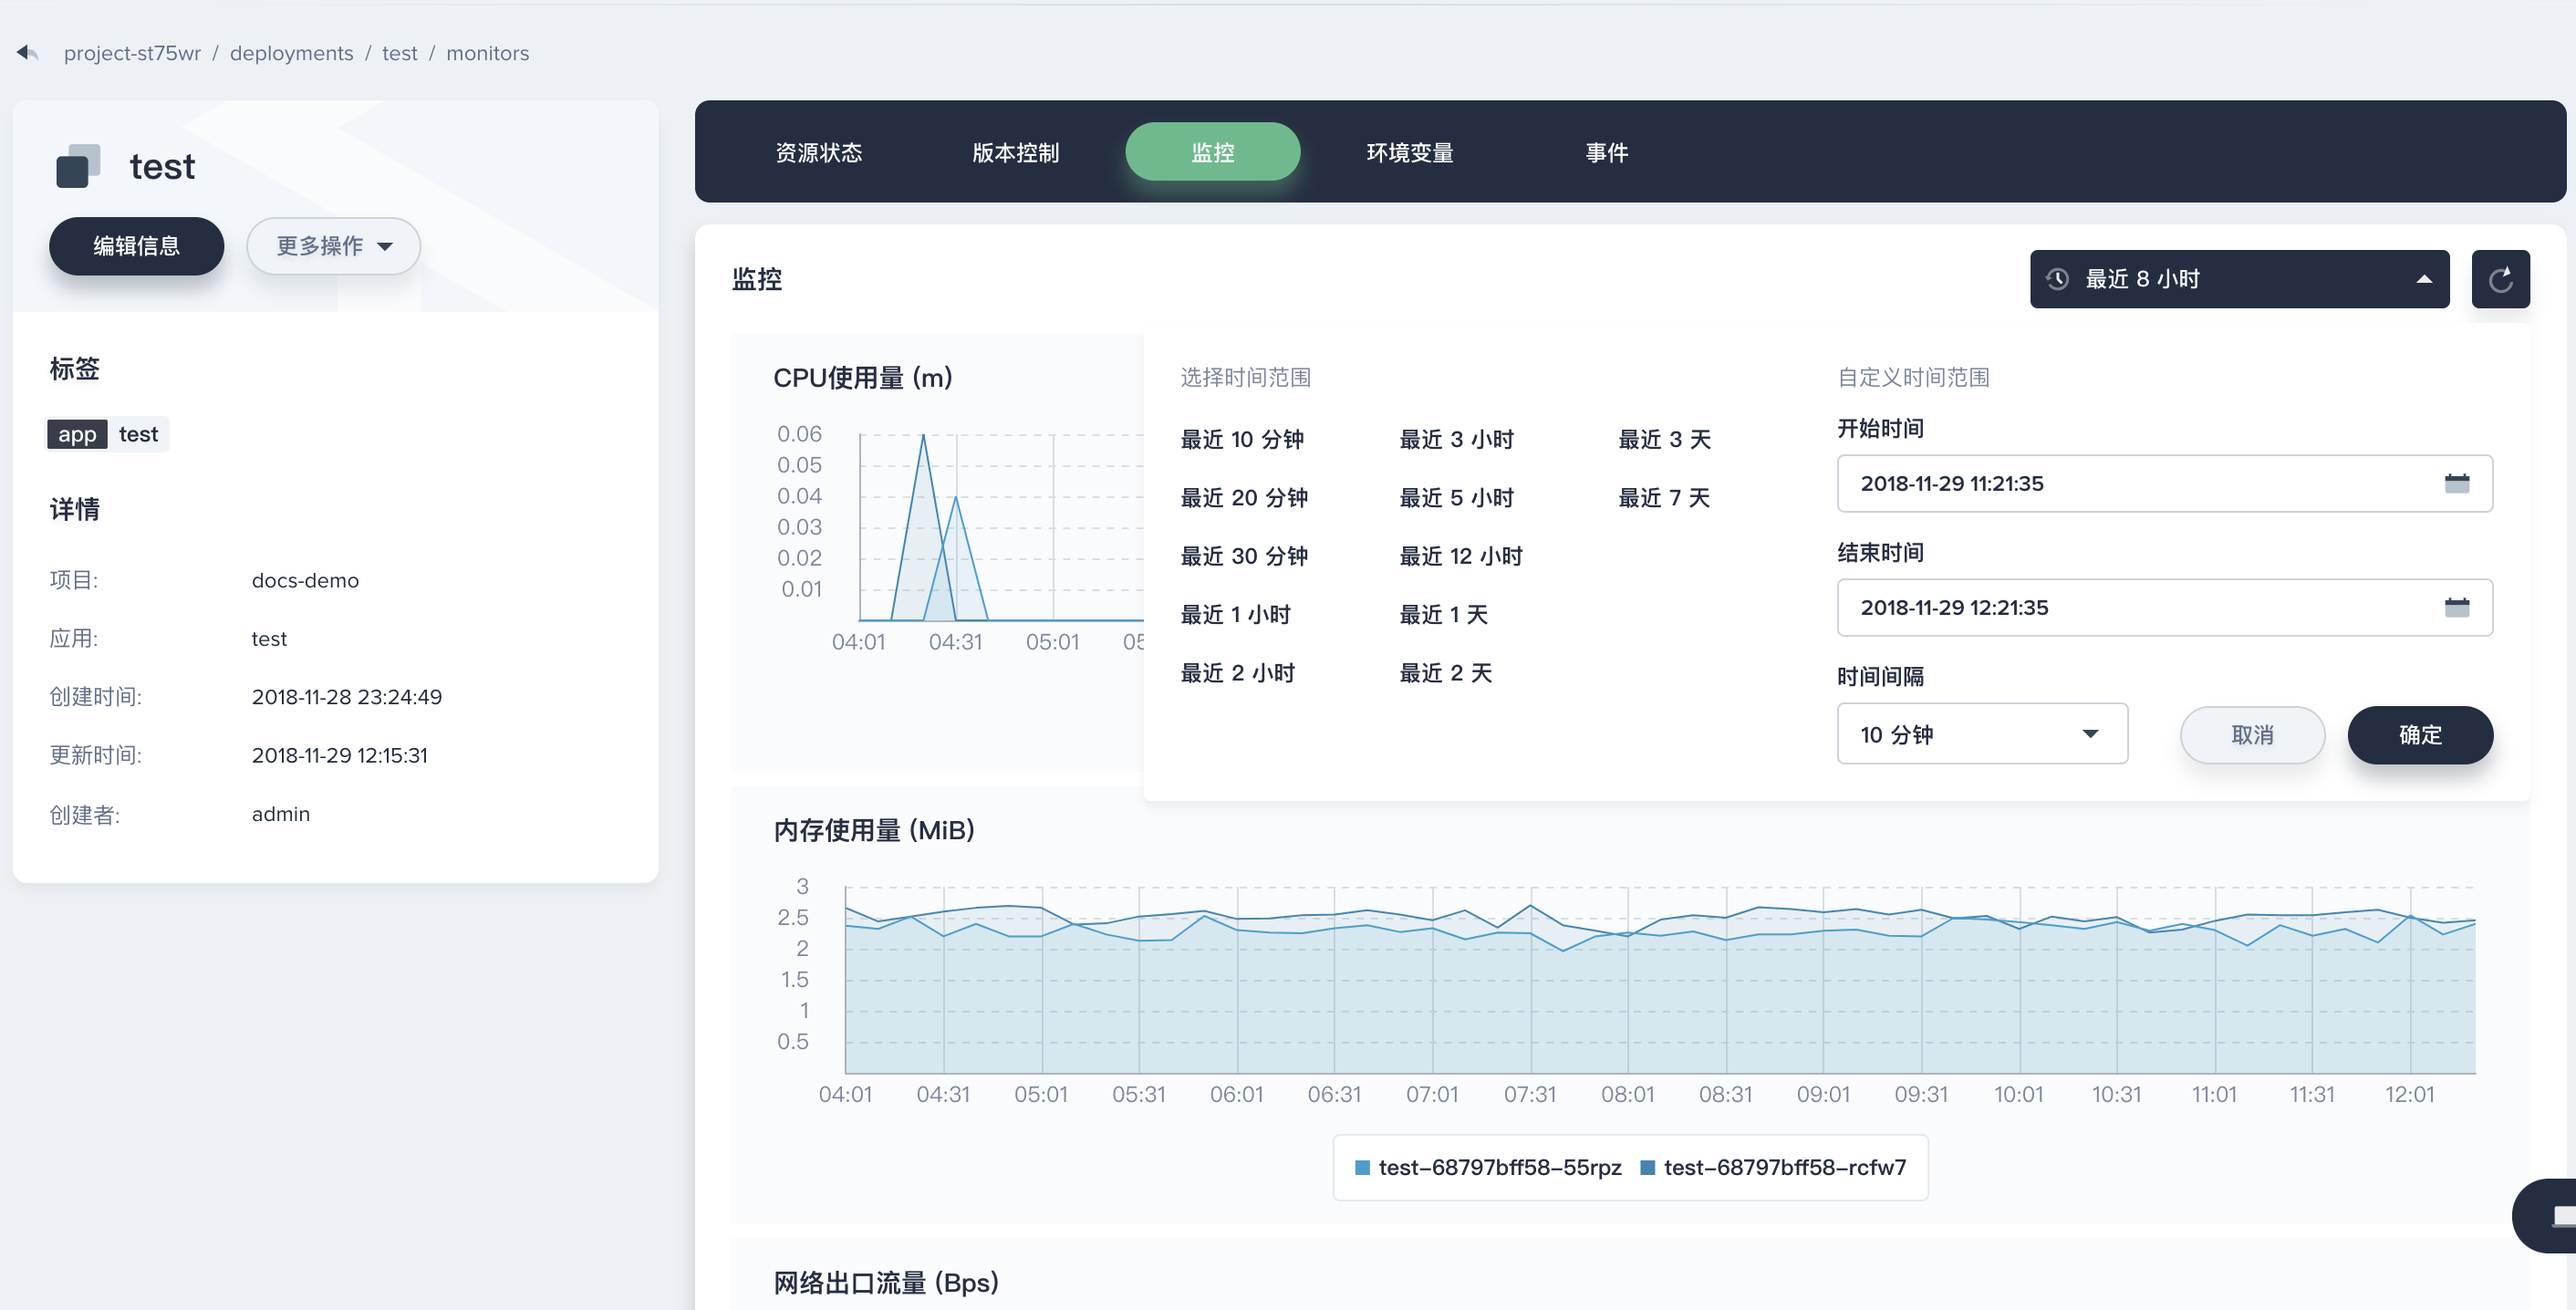 project-st75wr / deployments / test / monitors
test
编辑信息
更多操作
标签
app test
详情
项目: docs-demo
应用: test
创建时间: 2018-11-28 23:24:49
更新时间: 2018-11-29 12:15:31
创建者: admin
资源状态 版本控制 监控 环境变量 事件
监控
最近 8 小时
CPU使用量 (m)
0.06
0.05
0.04
0.03
0.02
0.01
04:01 04:31 05:01 05
选择时间范围
最近 10 分钟 最近 3 小时 最近 3 天
最近 20 分钟 最近 5 小时 最近 7 天
最近 30 分钟 最近 12 小时
最近 1 小时 最近 1 天
最近 2 小时 最近 2 天
自定义时间范围
开始时间
2018-11-29 11:21:35
结束时间
2018-11-29 12:21:35
时间间隔
10 分钟
取消
确定
内存使用量 (MiB)
3
2.5
2
1.5
1
0.5
04:01 04:31 05:01 05:31 06:01 06:31 07:01 07:31 08:01 08:31 09:01 09:31 10:01 10:31 11:01 11:31 12:01
test-68797bff58-55rpz test-68797bff58-rcfw7
网络出口流量 (Bps)